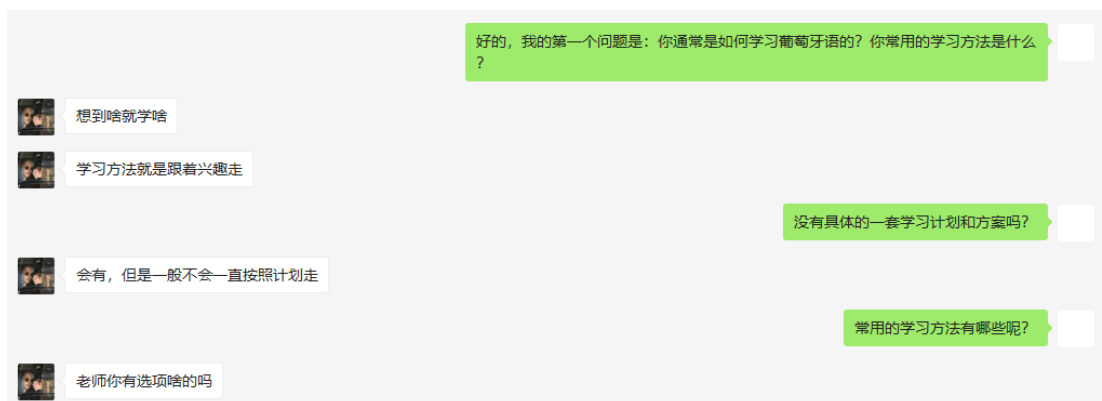 好的，我的第一个问题是：你通常是如何学习葡萄牙语的？你常用的学习方法是什么
？
想到啥就学啥
学习方法就是跟着兴趣走
没有具体的一套学习计划和方案吗？
会有，但是一般不会一直按照计划走
常用的学习方法有哪些呢？
老师你有选项啥的吗